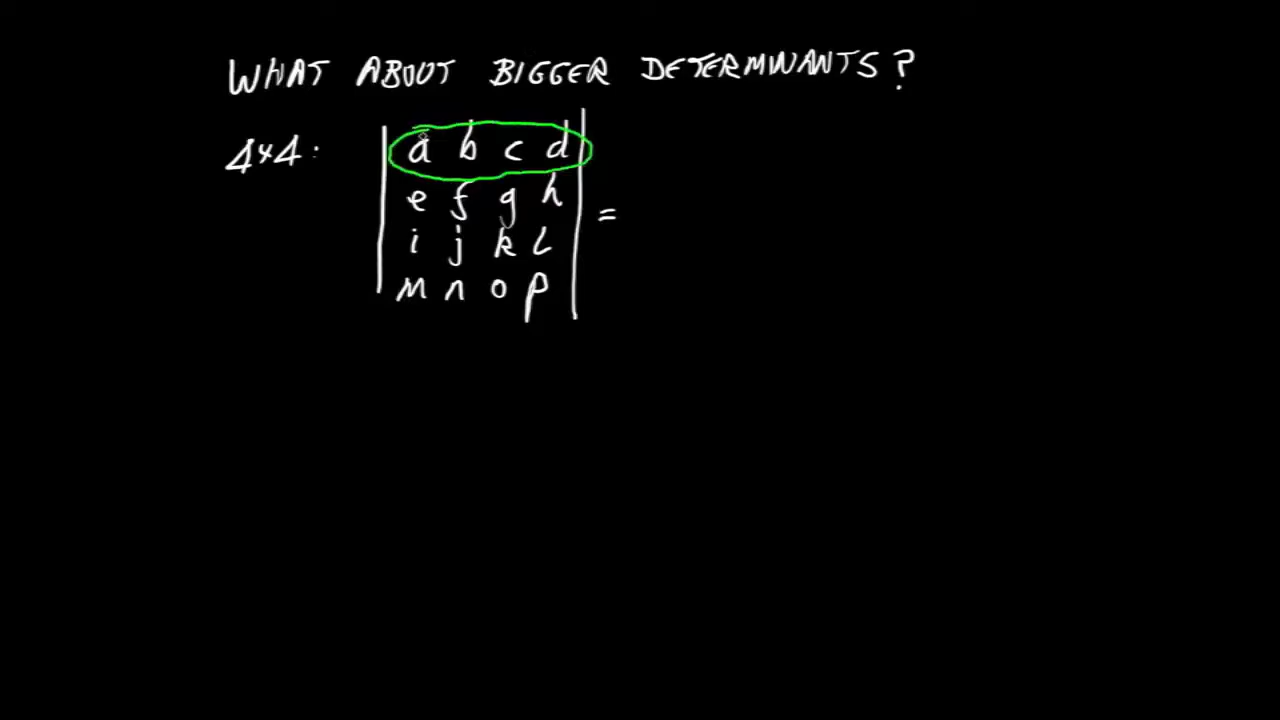 WHAT ABOUT BIGGER DETERMINANTS?
4×4: | a b c d |
e f g h
i j k l =
m n o p